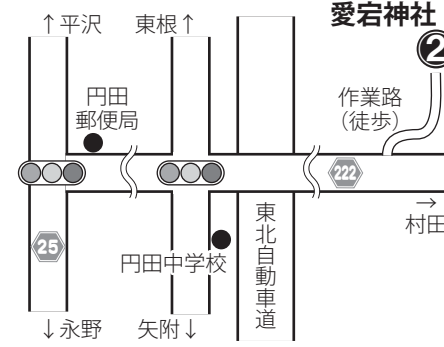 愛宕神社
2
↑平沢
東根↑
円田
郵便局
作業路
(徒歩)
222
→
村田
25
円田中学校
東北自動車道
↓永野
矢附↓